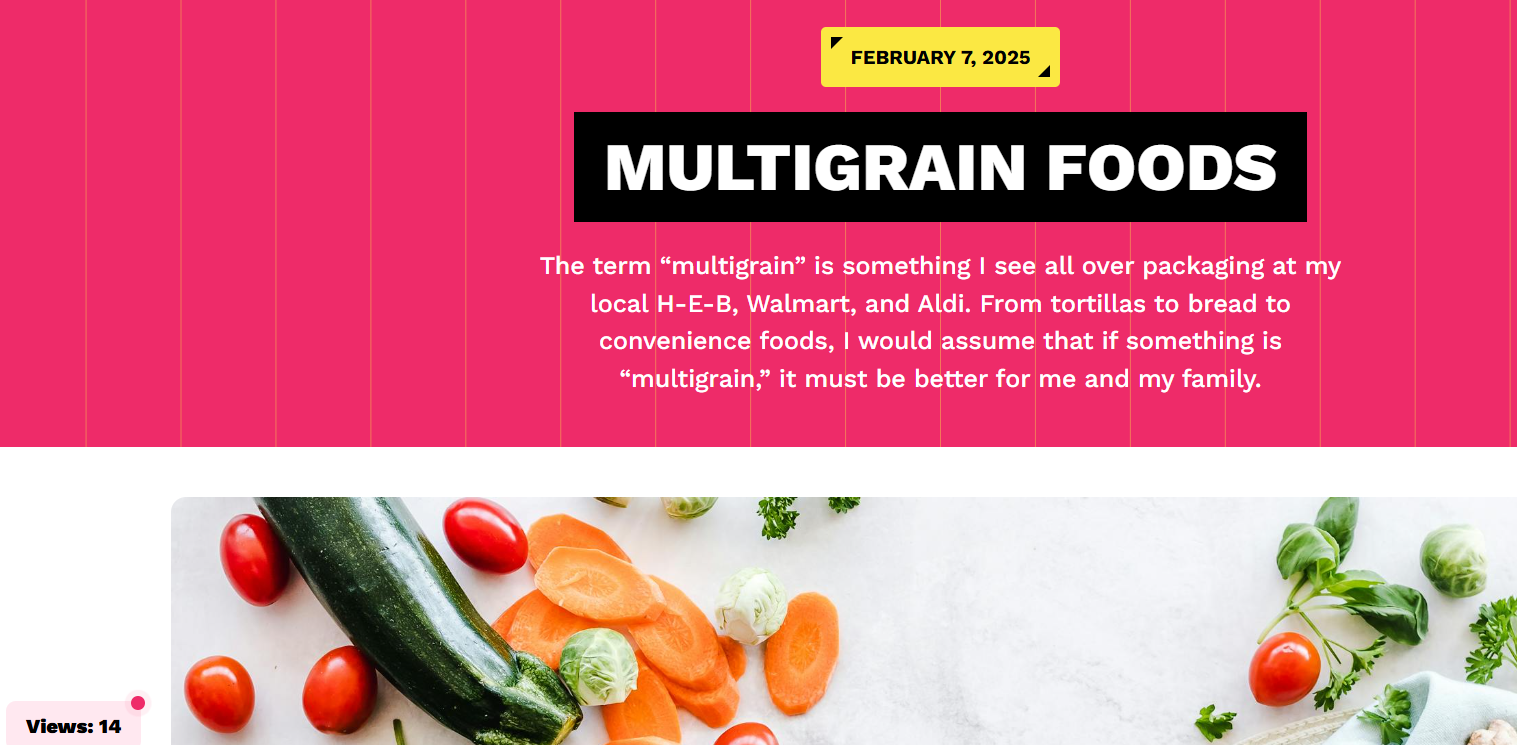 FEBRUARY 7, 2025
MULTIGRAIN FOODS
The term “multigrain” is something I see all over packaging at my
local H-E-B, Walmart, and Aldi. From tortillas to bread to
convenience foods, I would assume that if something is
“multigrain,” it must be better for me and my family.
Views: 14